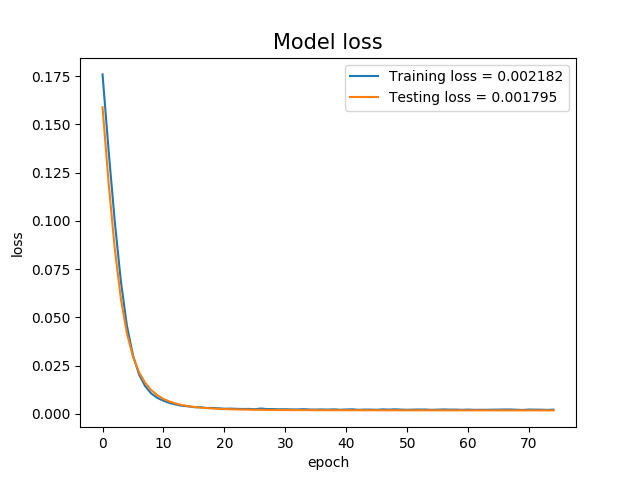 Model loss
Training loss = 0.002182
Testing loss = 0.001795
loss
0.175
0.150
0.125
0.100
0.075
0.050
0.025
0.000
0 10 20 30 40 50 60 70
epoch